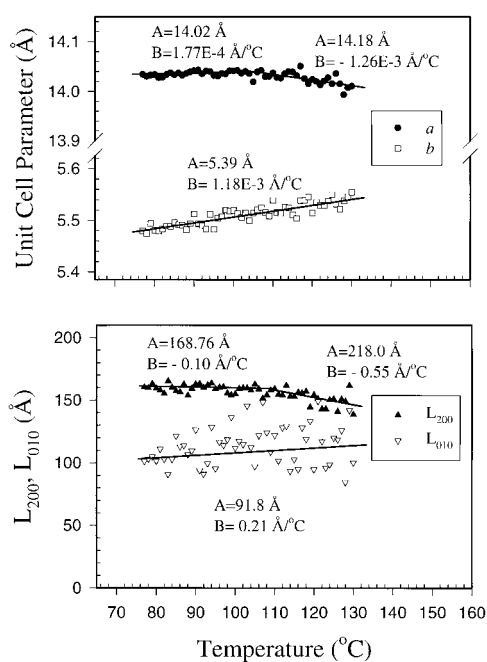 14.1
14.0
13.9
5.6
5.5
5.4
Unit Cell Parameter (Å)
A=14.02 Å
B=1.77E-4 Å/°C
A=14.18 Å
B= - 1.26E-3 Å/°C
a
b
A=5.39 Å
B= 1.18E-3 Å/°C
200
150
100
50
0
L200, L010 (Å)
A=168.76 Å
B= - 0.10 Å/°C
A=218.0 Å
B= - 0.55 Å/°C
L200
L010
A=91.8 Å
B= 0.21 Å/°C
70 80 90 100 110 120 130 140 150 160
Temperature (°C)